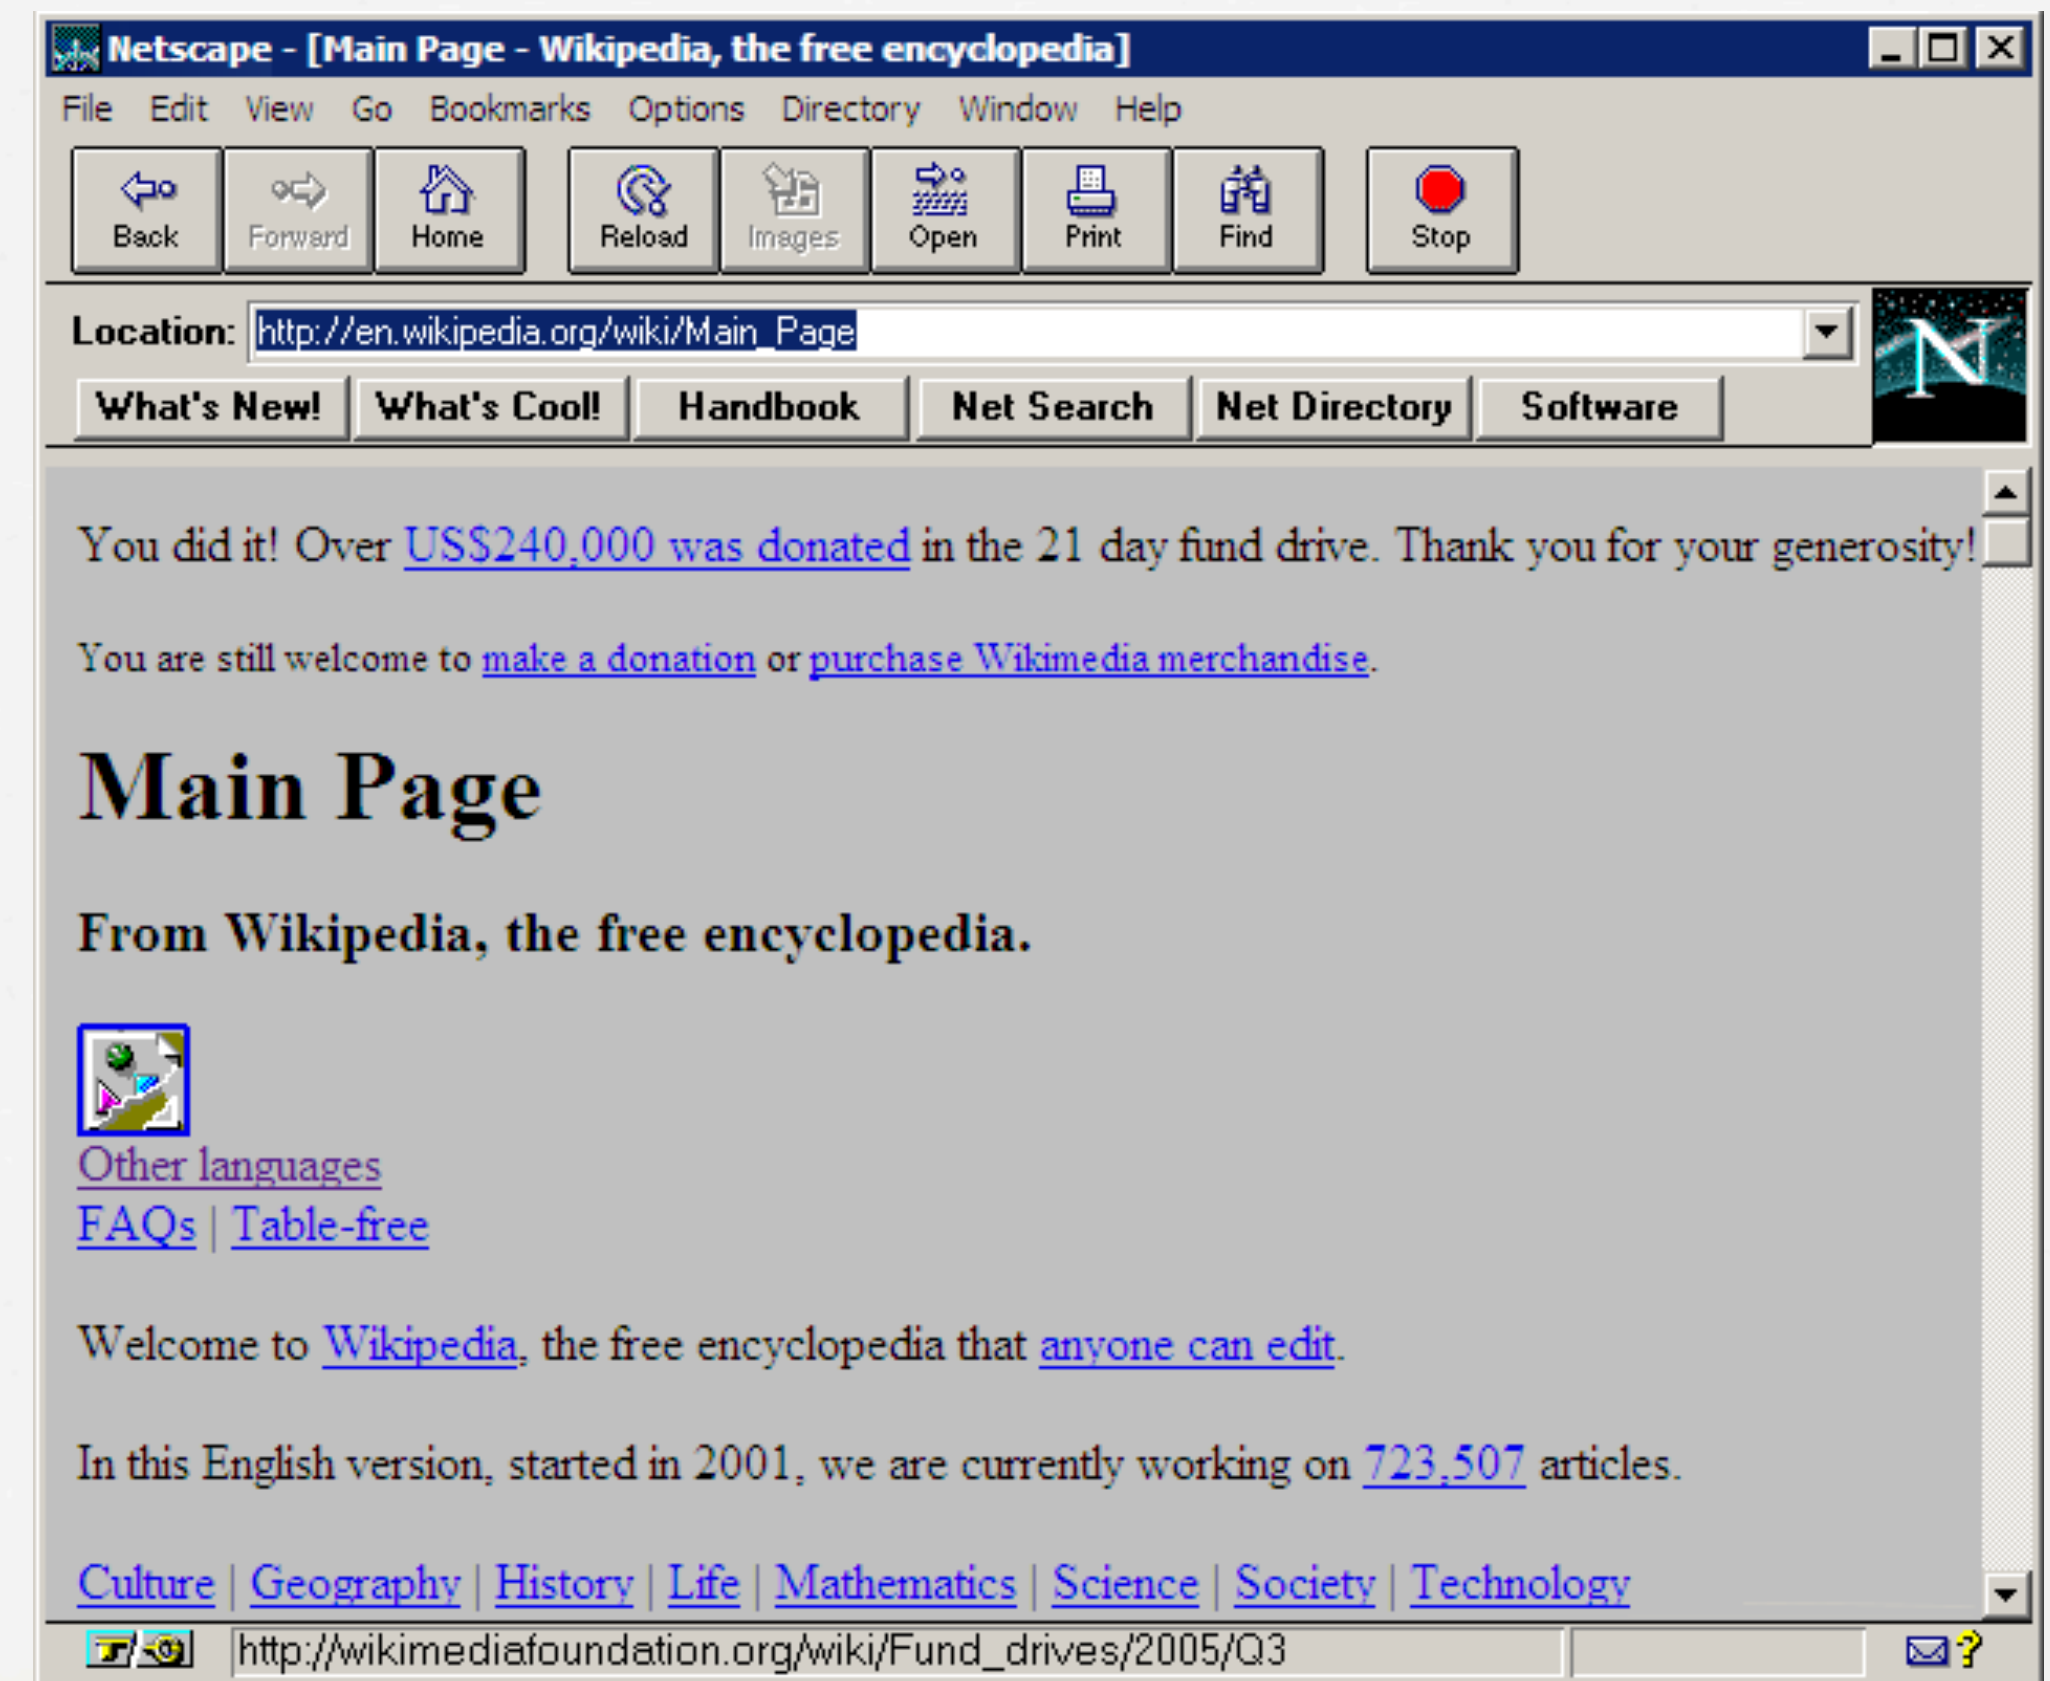 Netscape - [Main Page - Wikipedia, the free encyclopedia]
File Edit View Go Bookmarks Options Directory Window Help
Back Forward Home Reload Images Open Print Find Stop
Location: http://en.wikipedia.org/wiki/Main_Page
N
What's New! What's Cool! Handbook Net Search Net Directory Software
You did it! Over US$240,000 was donated in the 21 day fund drive. Thank you for your generosity!
You are still welcome to make a donation or purchase Wikimedia merchandise.
Main Page
From Wikipedia, the free encyclopedia.
Other languages
FAQs | Table-free
Welcome to Wikipedia, the free encyclopedia that anyone can edit.
In this English version, started in 2001, we are currently working on 723,507 articles.
Culture | Geography | History | Life | Mathematics | Science | Society | Technology
http://wikimediafoundation.org/wiki/Fund_drives/2005/Q3
?